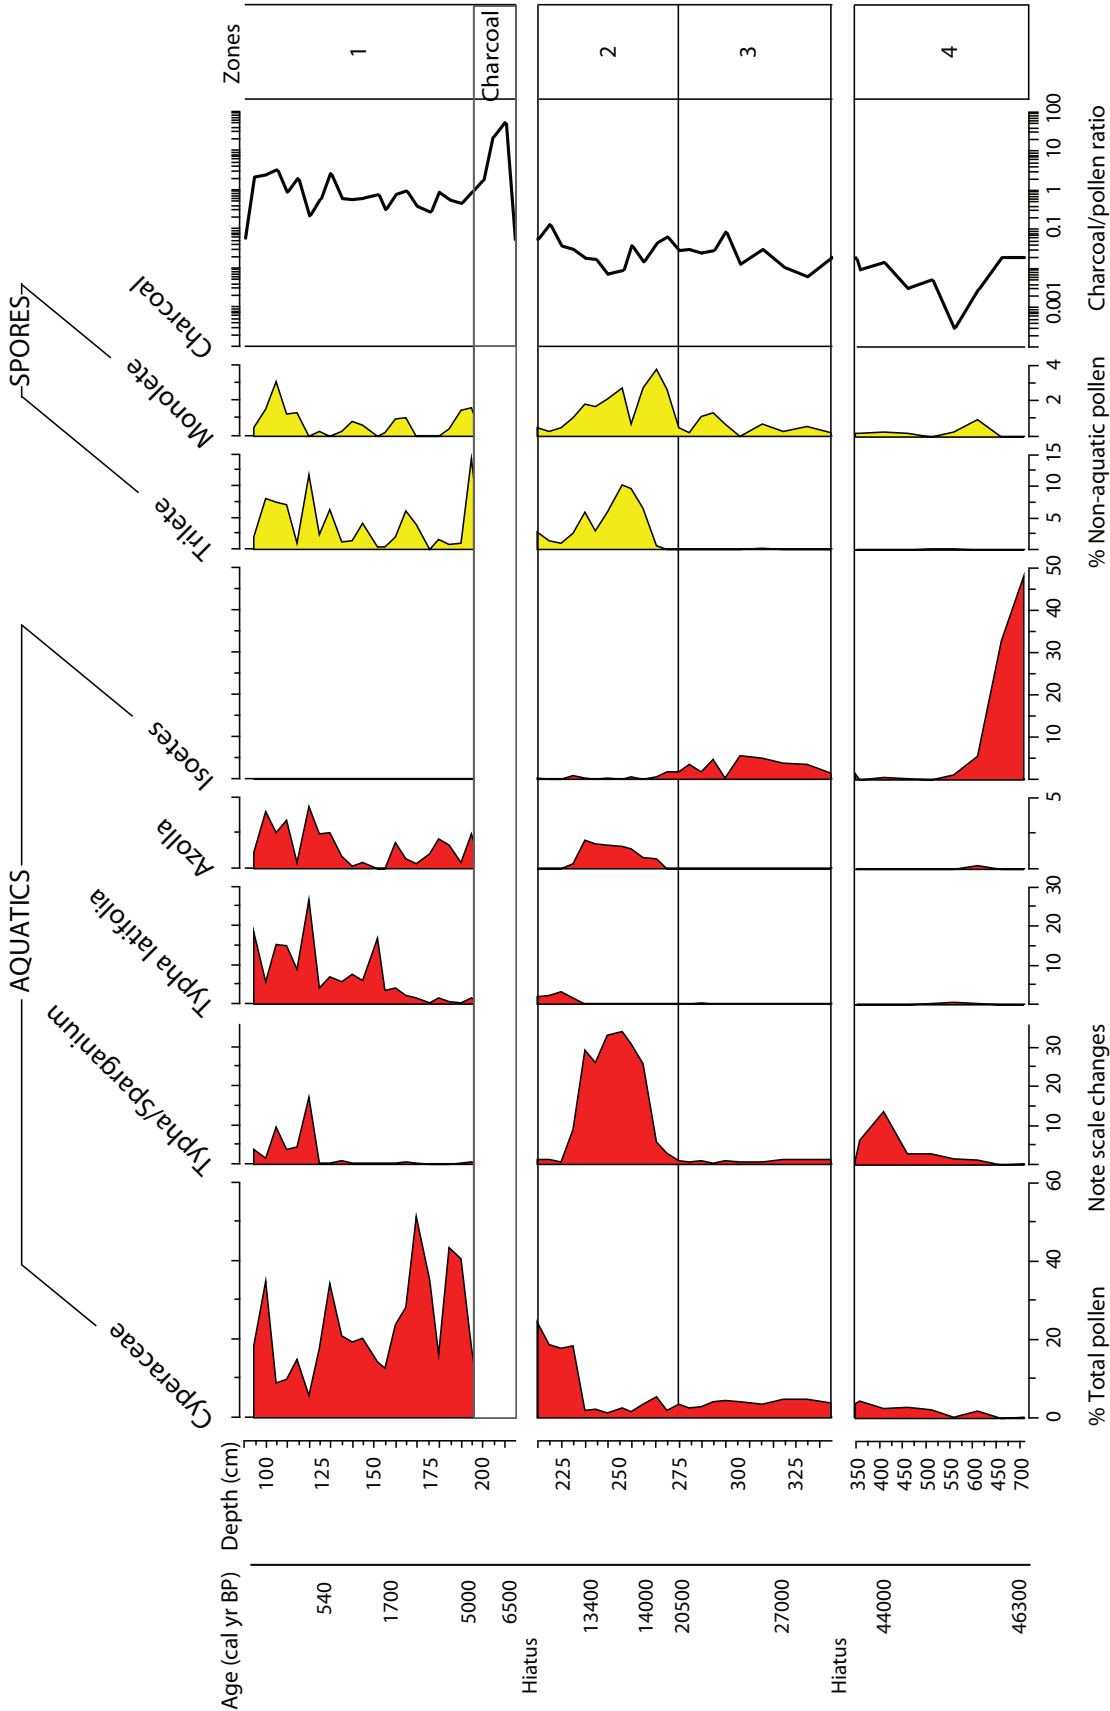 AQUATICS
SPORES
Cyperaceae
Typha/Sparganium
Typha latifolia
Azolla
Isoetes
Trilete
Monolete
Charcoal
Age (cal yr BP)
Depth (cm)
Zones
540
1700
5000
6500
Hiatus
13400
14000
20500
27000
Hiatus
44000
46300
100
125
150
175
200
225
250
275
300
325
350
400
450
500
550
600
450
700
1
Charcoal
2
3
4
0 20 40 60
10 20 30
10 20 30
5
10 20 30 40 50
5 10 15
2 4
0.001 0.1 1 10 100
% Total pollen
Note scale changes
% Non-aquatic pollen
Charcoal/pollen ratio